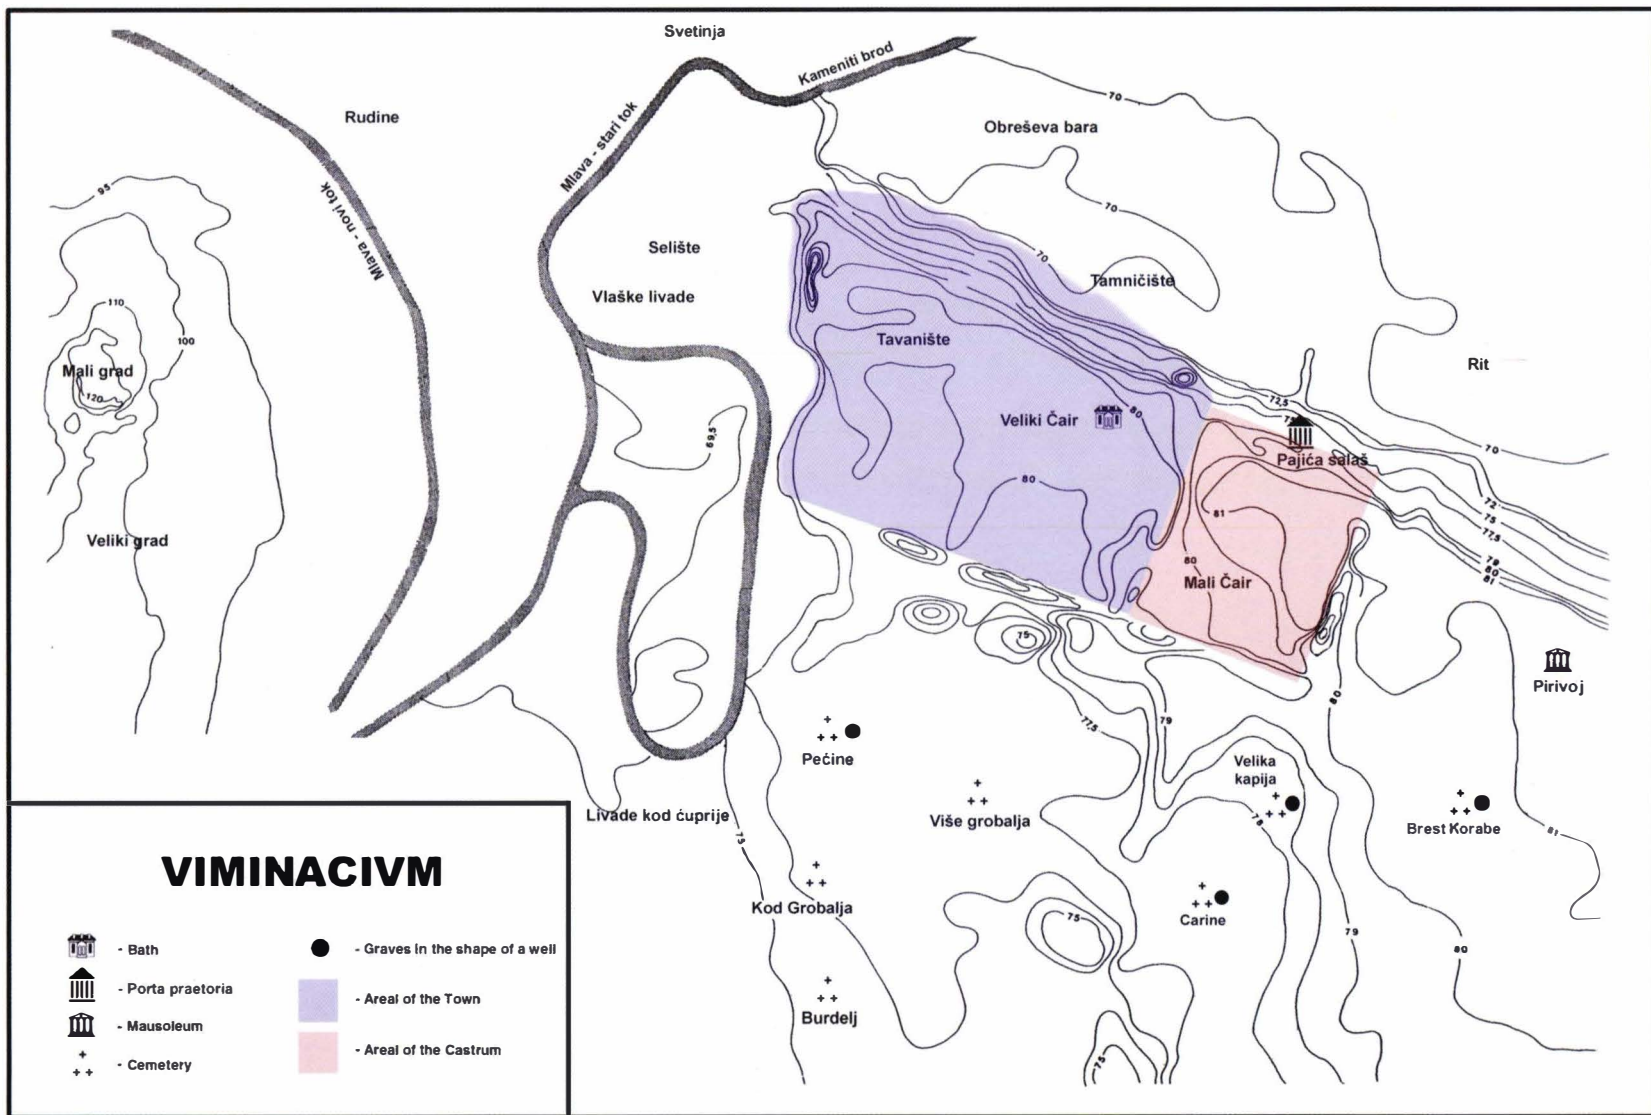 Svetinja
Kameniti brod
Rudine
Mlava - stari tok
Mlava - novi tok
Obreševa bara
70
95
70
Selište
70
Tamničište
Vlaške livade
110
100
Tavanište
Mali grad
120
Rit
72,5
80
Veliki Čair
69,5
70
Pajića salaš
80
72
75
77,5
79
80
81
81
Veliki grad
80
Mali Čair
75
Pirivoj
80
77,5
79
Pećine
Velika
kapija
Više grobalja
78
Brest Korabe
81
Livade kod ćuprije
75
Kod Grobalja
Carine
75
79
80
Burdelj
75
VIMINACIVM
- Bath
- Porta praetoria
- Mausoleum
- Cemetery
- Graves in the shape of a well
- Areal of the Town
- Areal of the Castrum